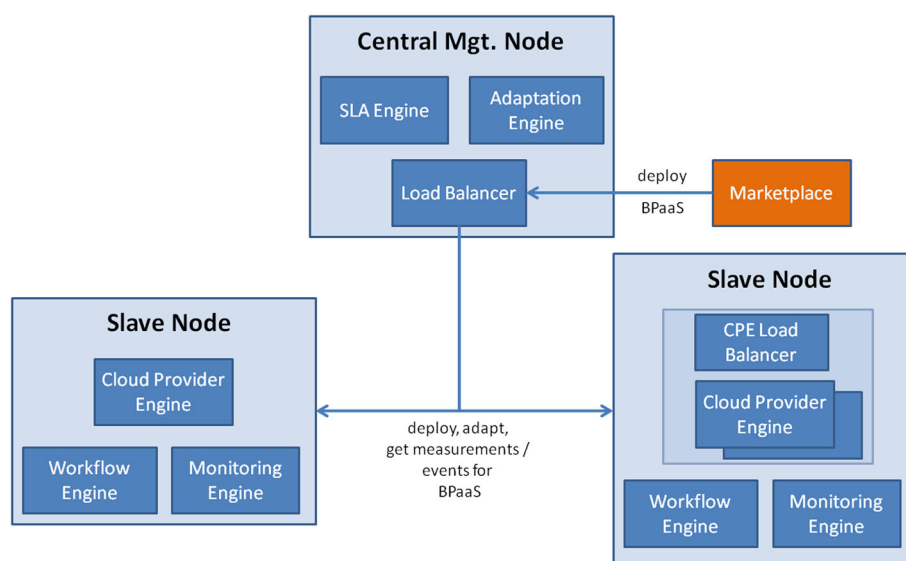 Central Mgt. Node
SLA Engine
Adaptation
Engine
Load Balancer
deploy
BPaaS
Marketplace
Slave Node
Cloud Provider
Engine
Workflow
Engine
Monitoring
Engine
deploy, adapt,
get measurements /
events for
BPaaS
Slave Node
CPE Load
Balancer
Cloud Provider
Engine
Workflow
Engine
Monitoring
Engine